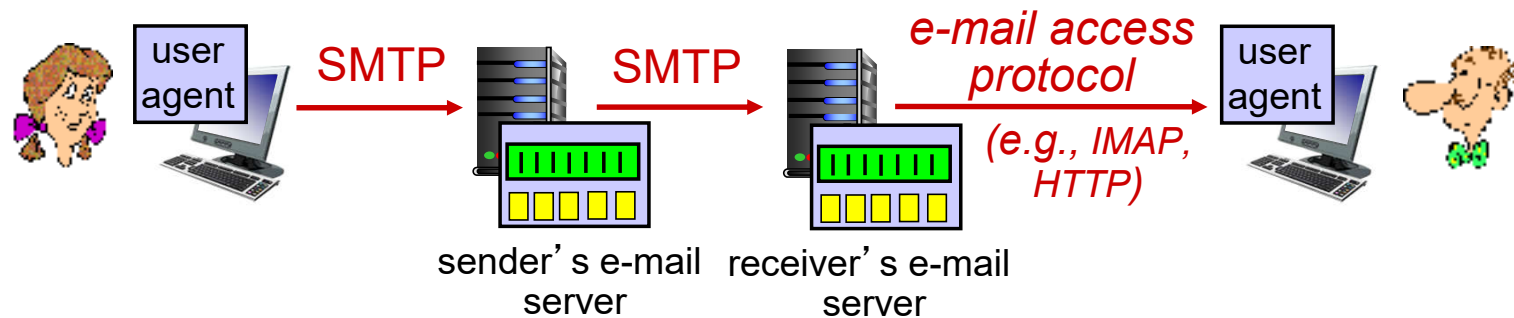 user
agent
SMTP
SMTP
e-mail access
protocol
(e.g., IMAP,
HTTP)
user
agent
sender’s e-mail
server
receiver’s e-mail
server